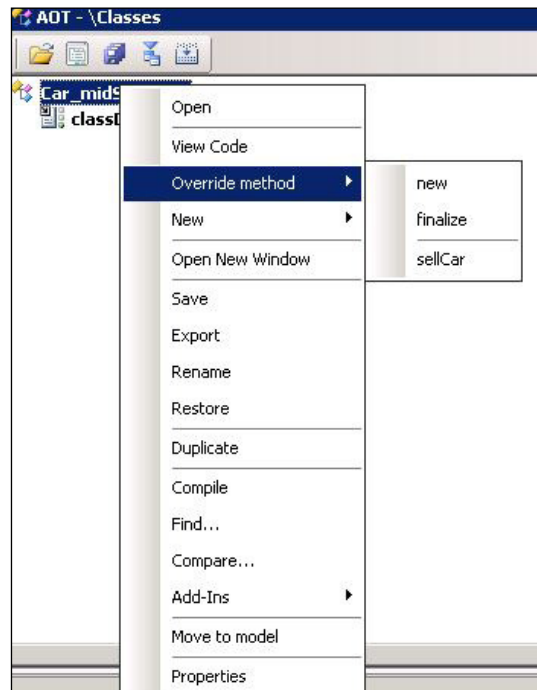 AOT - \Classes
Car_mid
class
Open
View Code
Override method
new
New
finalize
Open New Window
sellCar
Save
Export
Rename
Restore
Duplicate
Compile
Find...
Compare...
Add-Ins
Move to model
Properties